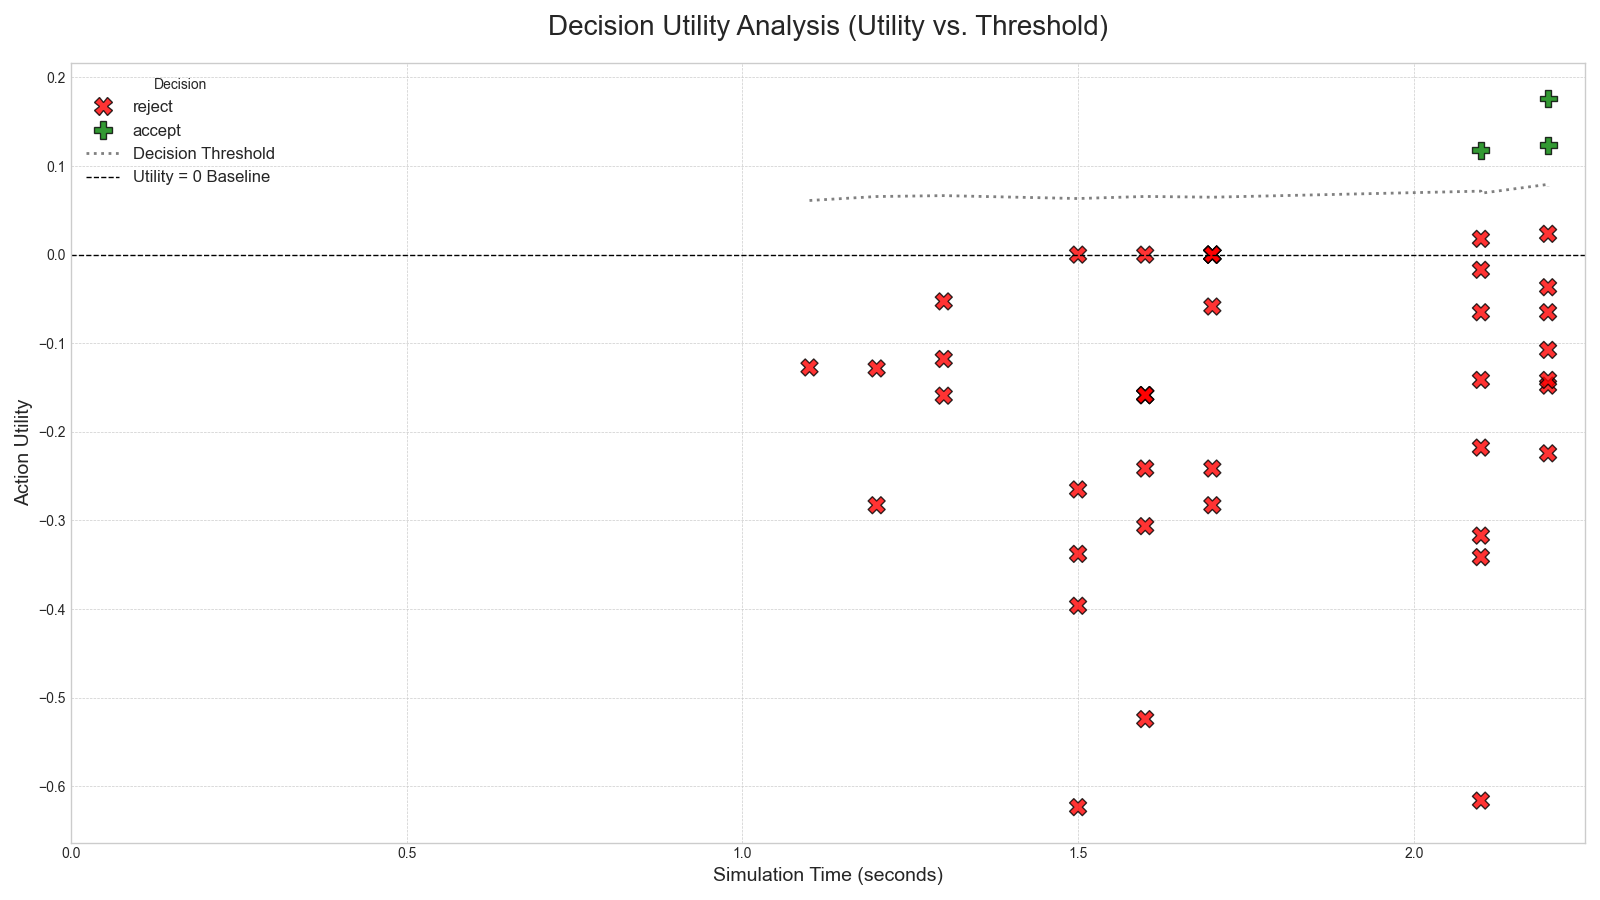 Decision Utility Analysis (Utility vs. Threshold)
Decision
reject
accept
Decision Threshold
Utility = 0 Baseline
Action Utility
0.2
0.1
0.0
−0.1
−0.2
−0.3
−0.4
−0.5
−0.6
0.0
0.5
1.0
1.5
2.0
Simulation Time (seconds)